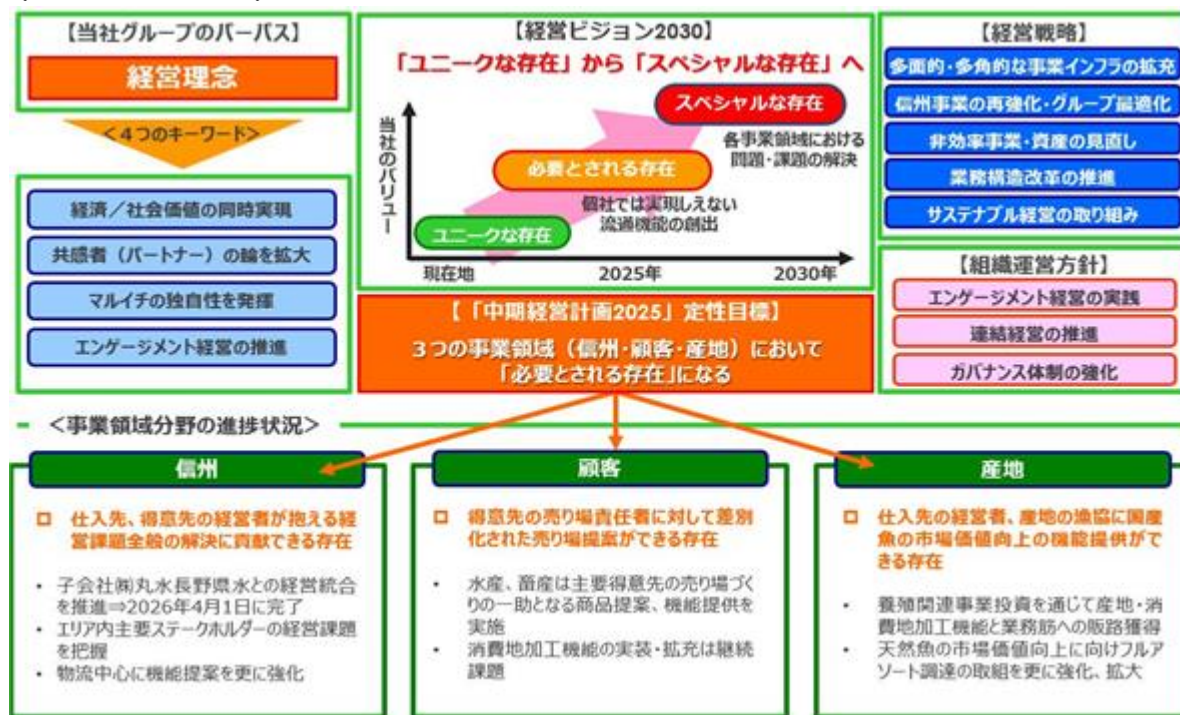 【当社グループのパーパス】
経営理念
＜4つのキーワード＞
経済／社会価値の同時実現
共感者（パートナー）の輪を拡大
マルイチの独自性を発揮
エンゲージメント経営の推進
【経営ビジョン2030】
「ユニークな存在」から「スペシャルな存在」へ
当社のバリュー
スペシャルな存在
各事業領域における
問題・課題の解決
必要とされる存在
個社では実現しえない
流通機能の創出
ユニークな存在
現在地
2025年
2030年
【「中期経営計画2025」定性目標】
3つの事業領域（信州・顧客・産地）において
「必要とされる存在」になる
【経営戦略】
多面的・多角的な事業インフラの拡充
信州事業の再強化・グループ最適化
非効率事業・資産の見直し
業務構造改革の推進
サステナブル経営の取り組み
【組織運営方針】
エンゲージメント経営の実践
連結経営の推進
ガバナンス体制の強化
＜事業領域分野の進捗状況＞
信州
仕入先、得意先の経営者が抱える経
営課題全般の解決に貢献できる存在
• 子会社㈱丸水長野県水との経営統合
を推進⇒2026年4月1日に完了
• エリア内主要ステークホルダーの経営課題
を把握
• 物流中心に機能提案を更に強化
顧客
得意先の売り場責任者に対して差別
化された売り場提案ができる存在
• 水産、畜産は主要得意先の売り場づく
りの一助となる商品提案、機能提供を
実施
• 消費地加工機能の実装・拡充は継続
課題
産地
仕入先の経営者、産地の漁協に国産
魚の市場価値向上の機能提供がで
きる存在
• 養殖関連事業投資を通じて産地・消
費地加工機能と業務筋への販路獲得
• 天然魚の市場価値向上に向けフルア
ソート調達の取組を更に強化、拡大